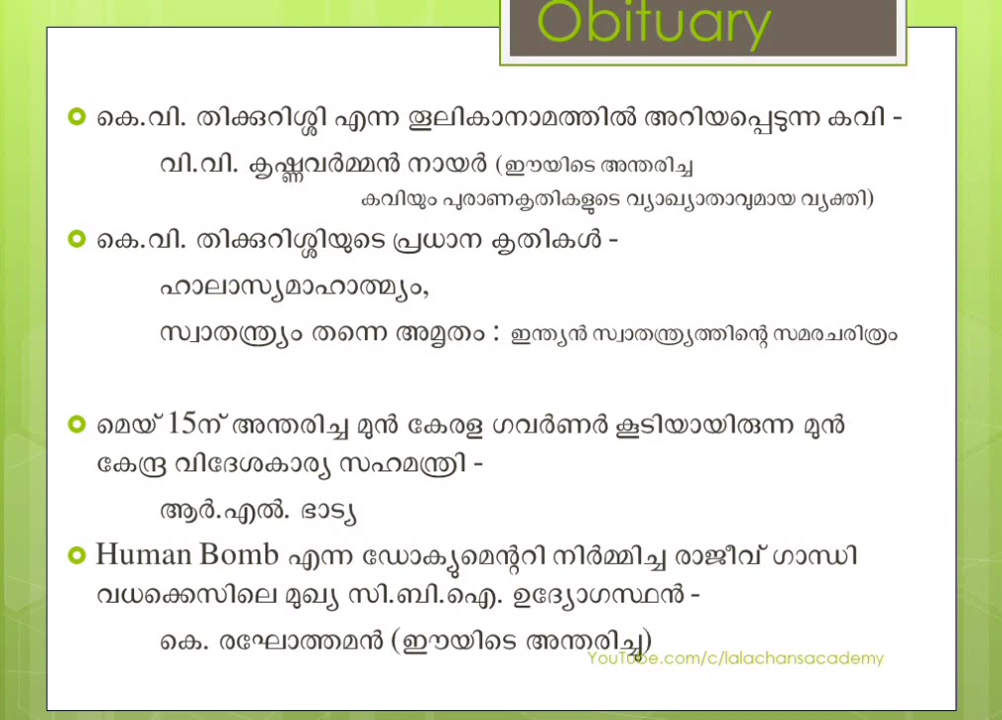 Obituary
കെ.വി. തിക്കുറിശ്ശി എന്ന തൂലികാനാമത്തിൽ അറിയപ്പെടുന്ന കവി -
വി.വി. കൃഷ്ണവർമ്മൻ നായർ (ഈയിടെ അന്തരിച്ച
കവിയും പുരാണകൃതികളുടെ വ്യാഖ്യാതാവുമായ വ്യക്തി)
കെ.വി. തിക്കുറിശ്ശിയുടെ പ്രധാന കൃതികൾ -
ഹാലാസ്യമാഹാത്മ്യം,
സ്വാതന്ത്ര്യം തന്നെ അമൃതം : ഇന്ത്യൻ സ്വാതന്ത്ര്യത്തിന്റെ സമരചരിത്രം
മെയ് 15ന് അന്തരിച്ച മുൻ കേരള ഗവർണർ കൂടിയായിരുന്ന മുൻ
കേന്ദ്ര വിദേശകാര്യ സഹമന്ത്രി -
ആർ.എൽ. ഭാട്യ
Human Bomb എന്ന ഡോക്യുമെന്ററി നിർമ്മിച്ച രാജീവ് ഗാന്ധി
വധക്കെസിലെ മുഖ്യ സി.ബി.ഐ. ഉദ്യോഗസ്ഥൻ -
കെ. രഘോത്തമൻ (ഈയിടെ അന്തരിച്ചു)
YouTube.com/c/lalachansacademy